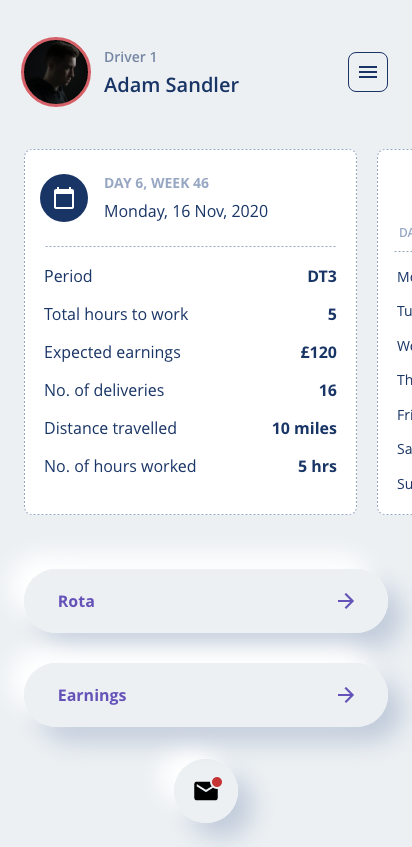 Driver 1
Adam Sandler
DAY 6, WEEK 46
Monday, 16 Nov, 2020
Period DT3
Total hours to work 5
Expected earnings £120
No. of deliveries 16
Distance travelled 10 miles
No. of hours worked 5 hrs
DA
Mo
Tu
We
Th
Fri
Sa
Su
Rota
Earnings